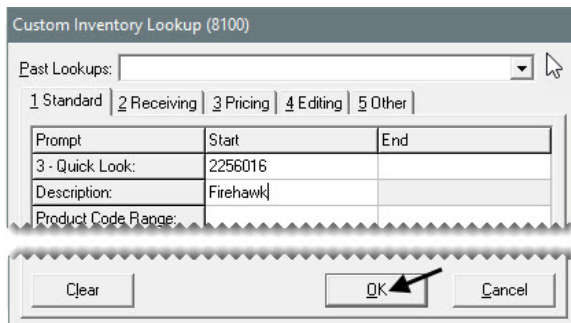 Custom Inventory Lookup (8100)
Past Lookups:
1 Standard 2 Receiving 3 Pricing 4 Editing 5 Other
Prompt Start End
3 - Quick Look: 2256016
Description: Firehawk
Product Code Range:
Clear OK Cancel